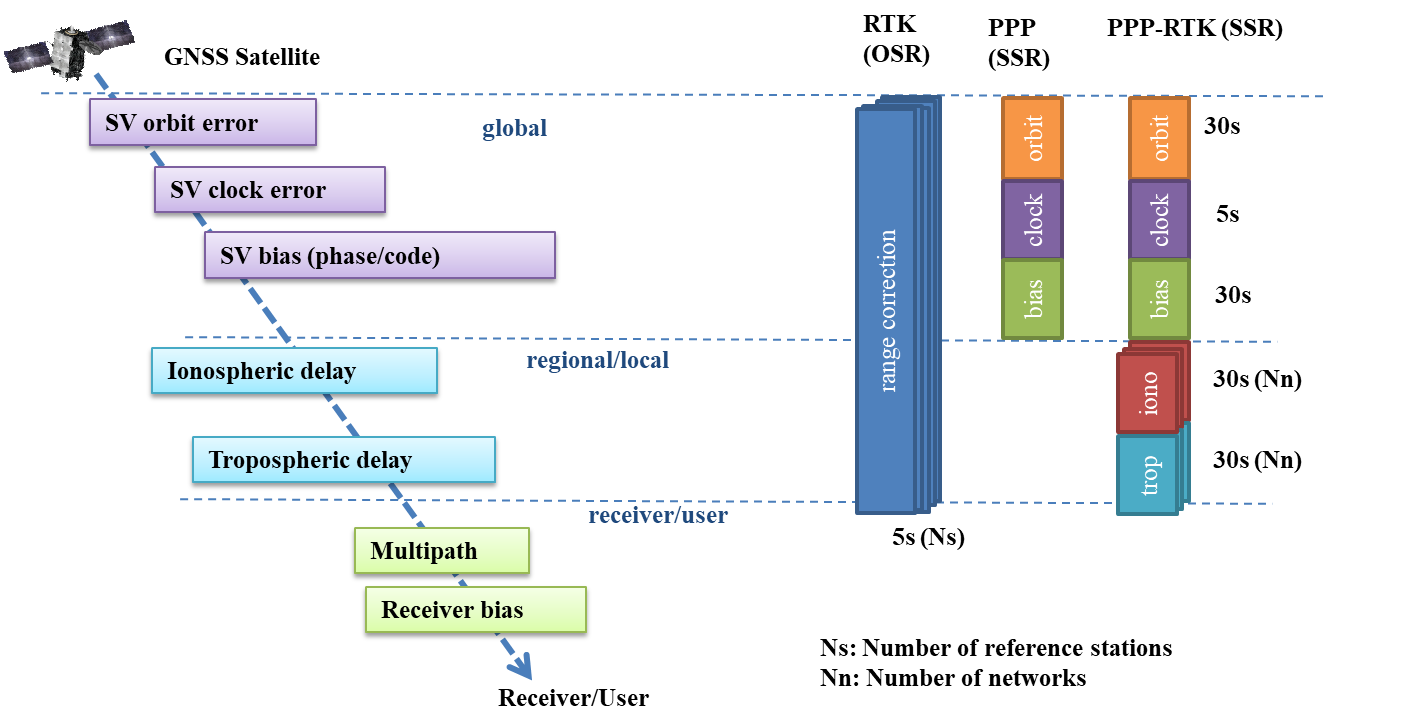 GNSS Satellite
RTK
(OSR)
PPP
(SSR)
PPP-RTK (SSR)
SV orbit error
global
orbit
orbit
30s
SV clock error
clock
clock
5s
SV bias (phase/code)
bias
bias
30s
range correction
regional/local
Ionospheric delay
iono
30s (Nn)
Tropospheric delay
trop
30s (Nn)
receiver/user
5s (Ns)
Multipath
Receiver bias
Receiver/User
Ns: Number of reference stations
Nn: Number of networks